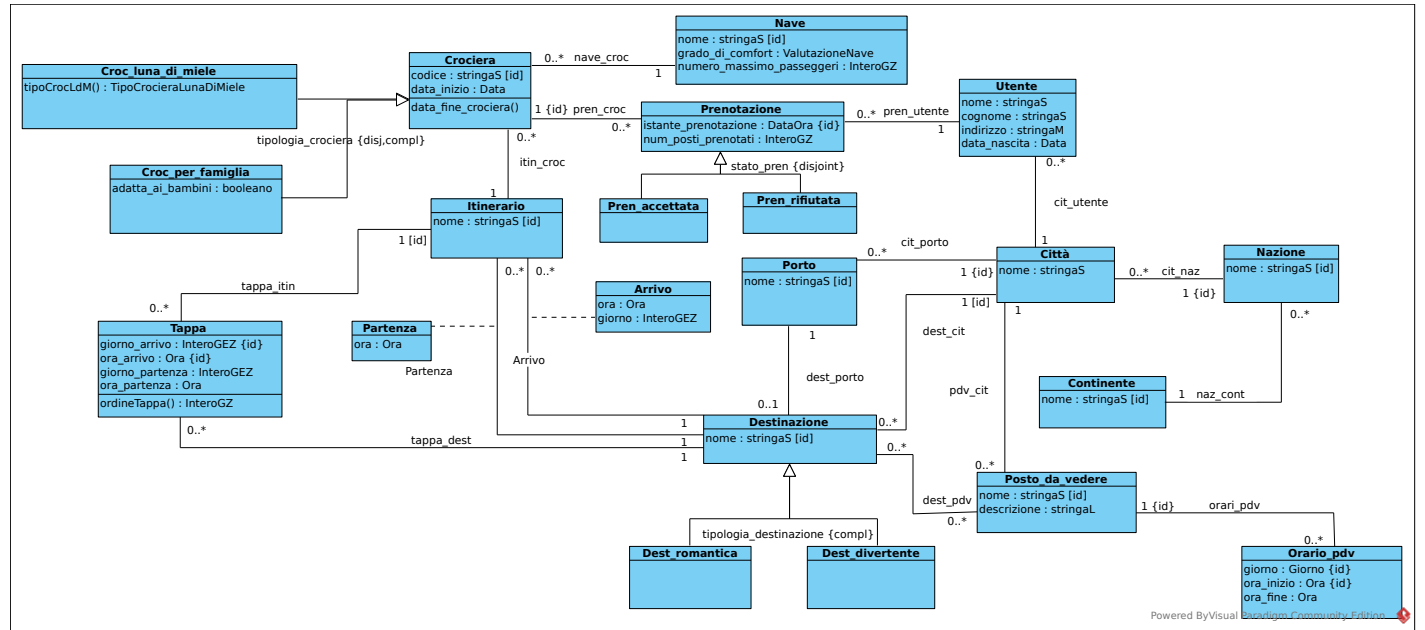 Nave
nome : stringaS [id]
grado_di_comfort : ValutazioneNave
numero_massimo_passeggeri : InteroGZ
Crociera
codice : stringaS [id]
data_inizio : Data
data_fine_crociera()
0..* nave_croc
1
Croc_luna_di_miele
tipoCrocLdM() : TipoCrocieraLunaDiMiele
Utente
nome : stringaS
cognome : stringaS
indirizzo : stringaM
data_nascita : Data
Prenotazione
istante_prenotazione : DataOra {id}
num_posti_prenotati : InteroGZ
1 {id} pren_croc
0..*
0..* pren_utente
1
tipologia_crociera {disj,compl}
0..*
itin_croc
1
stato_pren {disjoint}
0..*
cit_utente
1
Croc_per_famiglia
adatta_ai_bambini : booleano
Pren_accettata
Pren_rifiutata
Itinerario
nome : stringaS [id]
1 [id]
0..*
0..*
tappa_itin
0..*
cit_porto
0..*
Porto
nome : stringaS [id]
1
Città
nome : stringaS
1 {id}
1 [id]
1
0..* cit_naz
1 {id}
Nazione
nome : stringaS [id]
0..*
Arrivo
ora : Ora
giorno : InteroGEZ
Partenza
ora : Ora
Partenza
Arrivo
Tappa
giorno_arrivo : InteroGEZ {id}
ora_arrivo : Ora {id}
giorno_partenza : InteroGEZ
ora_partenza : Ora
ordineTappa() : InteroGZ
0..*
tappa_dest
dest_cit
dest_porto
0..1
pdv_cit
Continente
nome : stringaS [id]
1 naz_cont
1
1
1
Destinazione
nome : stringaS [id]
0..*
0..*
dest_pdv
0..*
0..*
Posto_da_vedere
nome : stringaS [id]
descrizione : stringaL
1 {id} orari_pdv
0..*
tipologia_destinazione {compl}
Dest_romantica
Dest_divertente
Orario_pdv
giorno : Giorno {id}
ora_inizio : Ora {id}
ora_fine : Ora
Powered ByVisual Paradigm Community Edition